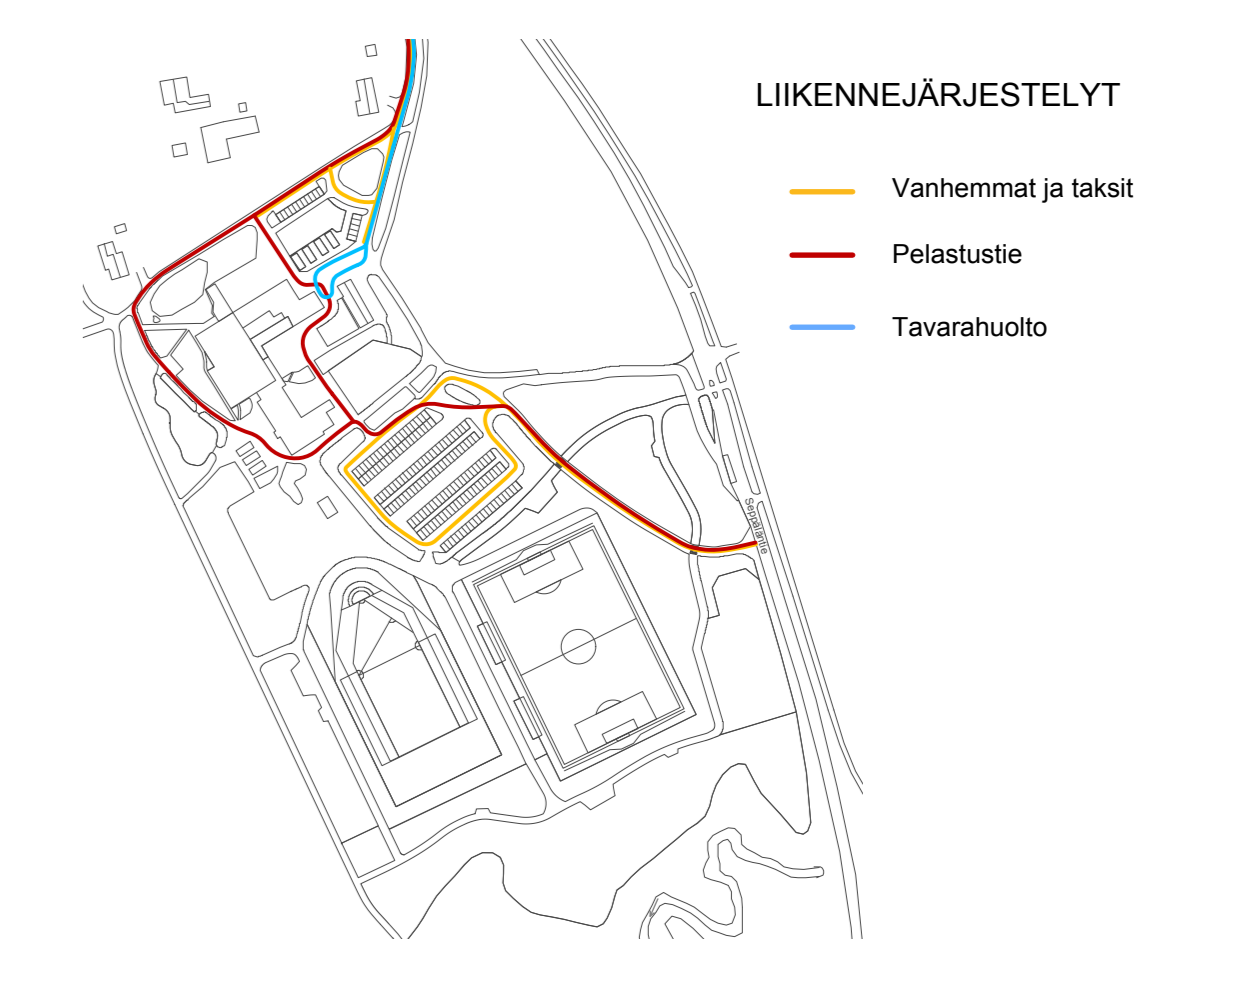 LIIKENNEJÄRJESTELYT
Vanhemmat ja taksit
Pelastustie
Tavarahuolto
Seppäläntie